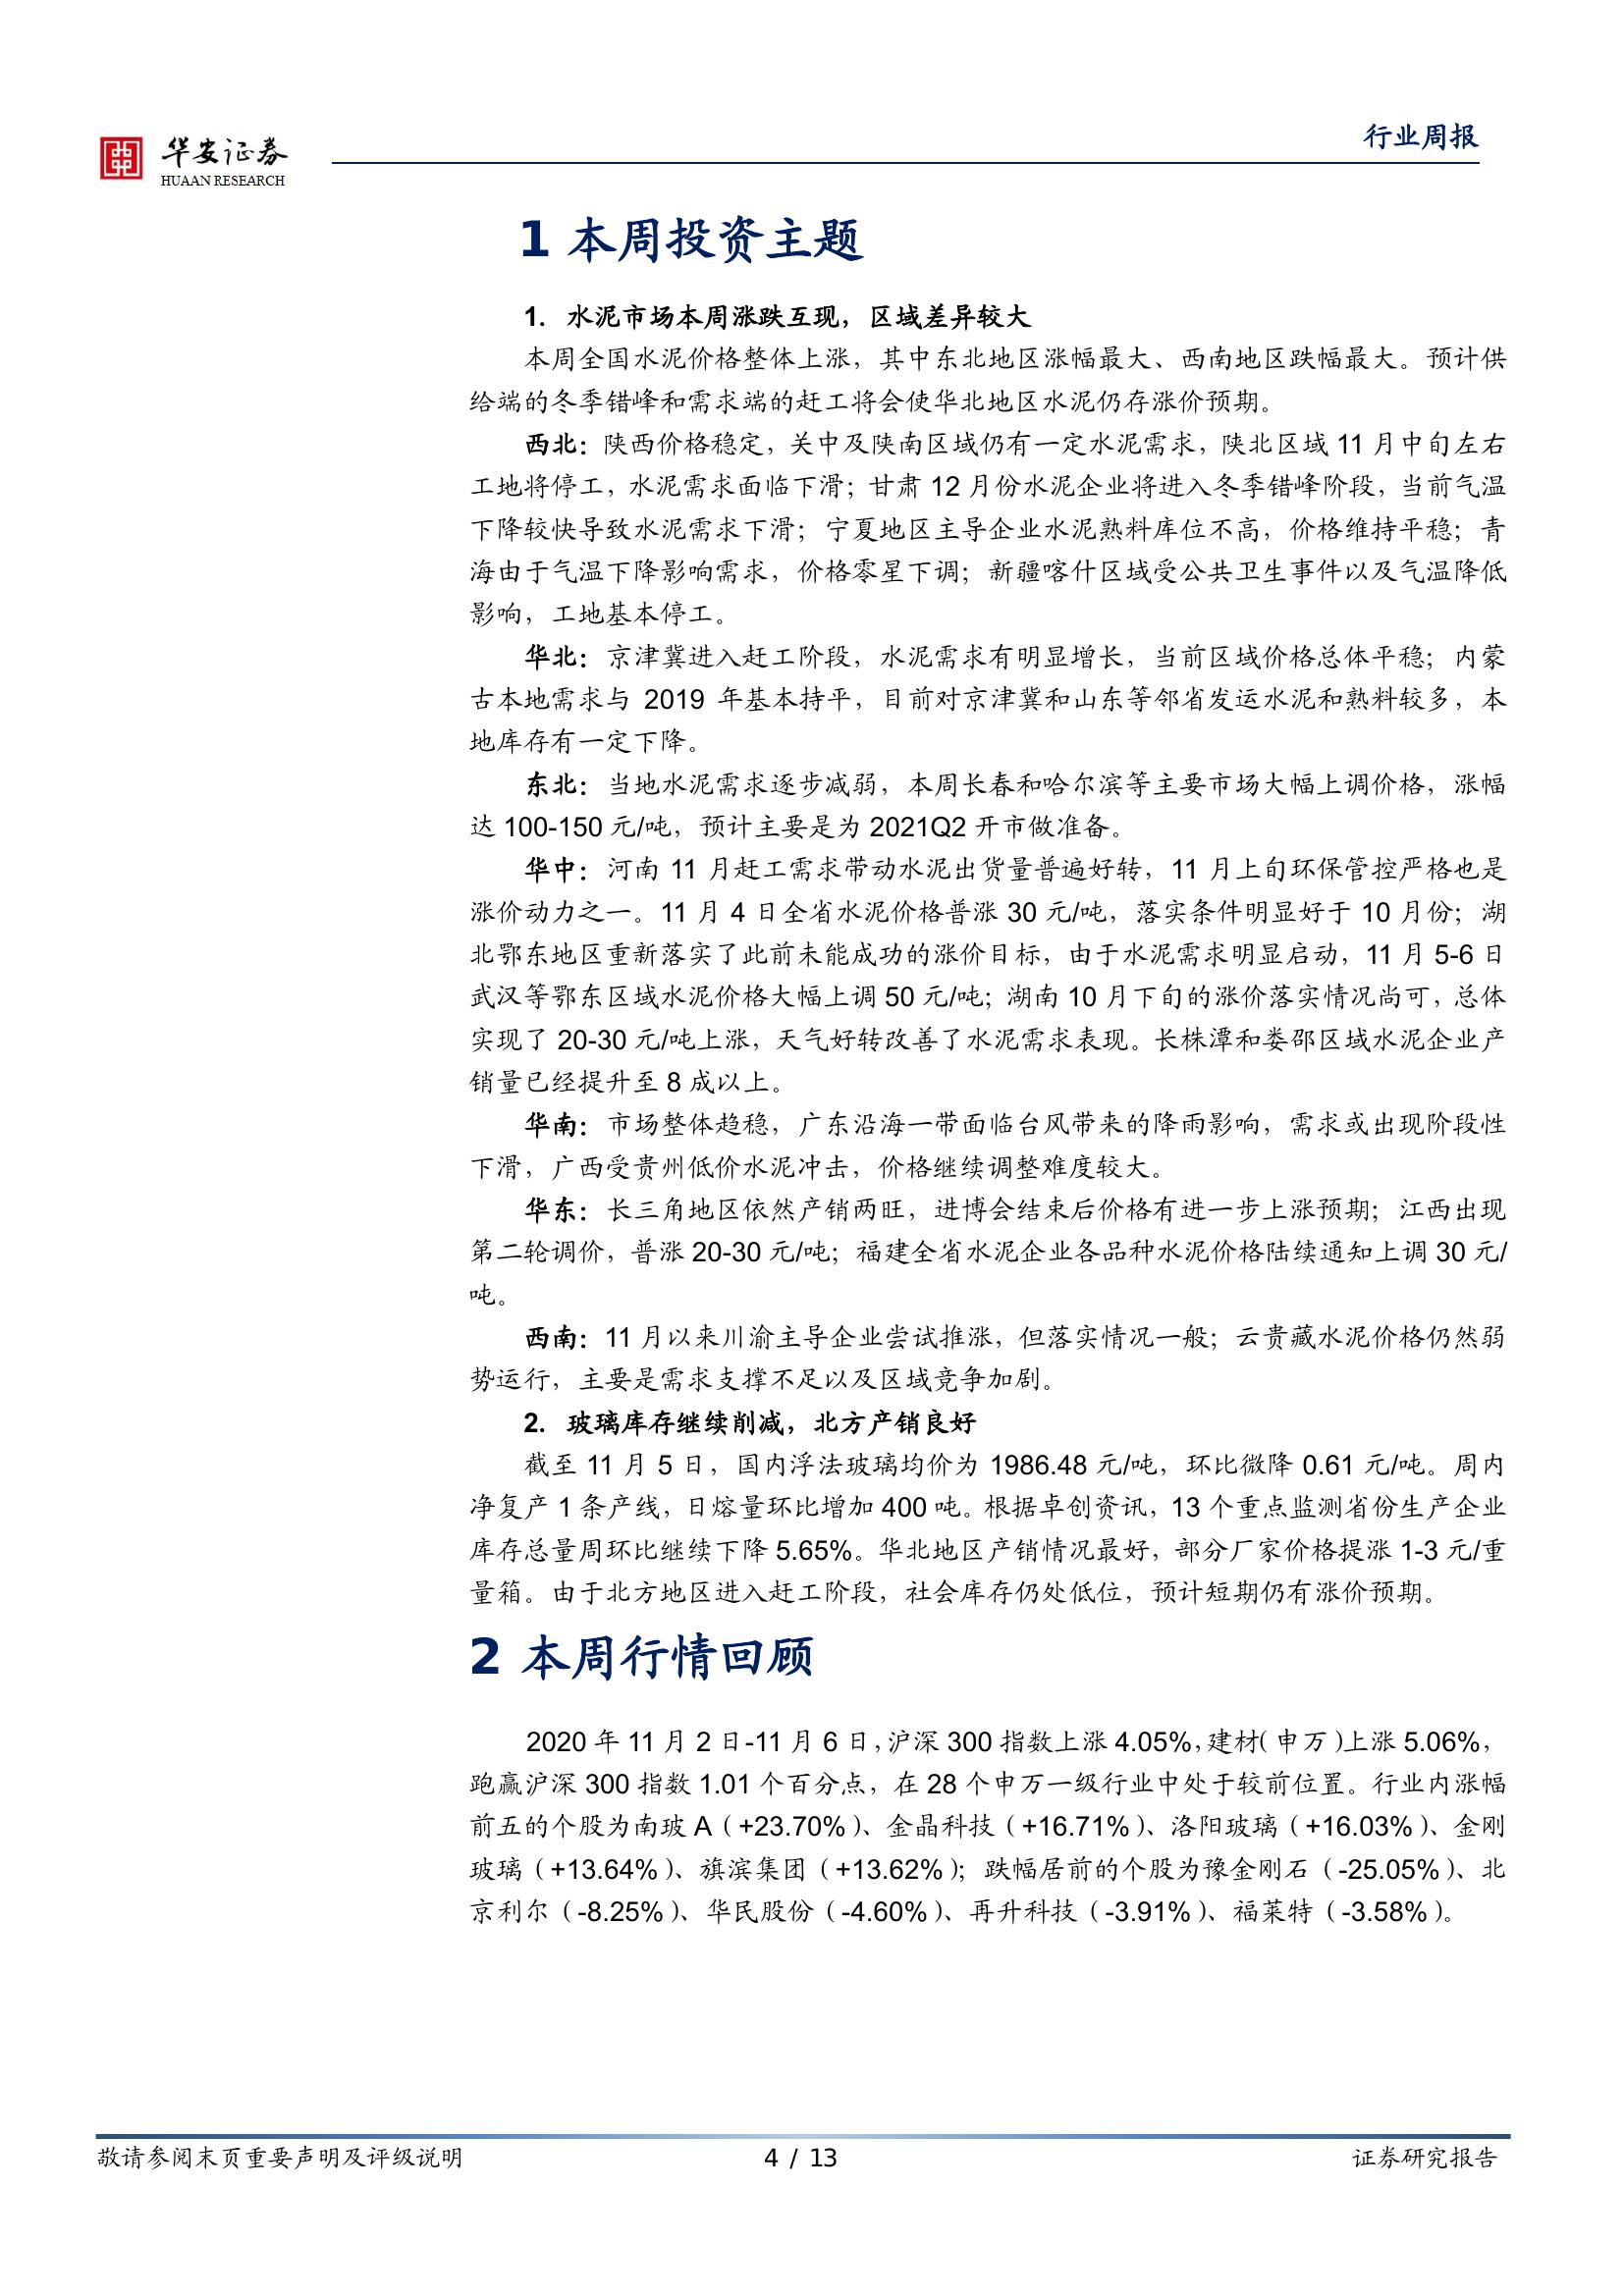 华安证券
HUAAN RESEARCH
行业周报
1 本周投资主题
1. 水泥市场本周涨跌互现，区域差异较大
本周全国水泥价格整体上涨，其中东北地区涨幅最大、西南地区跌幅最大。预计供
给端的冬季错峰和需求端的赶工将会使华北地区水泥仍存涨价预期。
西北：陕西价格稳定，关中及陕南区域仍有一定水泥需求，陕北区域 11 月中旬左右
工地将停工，水泥需求面临下滑；甘肃 12 月份水泥企业将进入冬季错峰阶段，当前气温
下降较快导致水泥需求下滑；宁夏地区主导企业水泥熟料库位不高，价格维持平稳；青
海由于气温下降影响需求，价格零星下调；新疆喀什区域受公共卫生事件以及气温降低
影响，工地基本停工。
华北：京津冀进入赶工阶段，水泥需求有明显增长，当前区域价格总体平稳；内蒙
古本地需求与 2019 年基本持平，目前对京津冀和山东等邻省发运水泥和熟料较多，本
地库存有一定下降。
东北：当地水泥需求逐步减弱，本周长春和哈尔滨等主要市场大幅上调价格，涨幅
达 100-150 元/吨，预计主要是为 2021Q2 开市做准备。
华中：河南 11 月赶工需求带动水泥出货量普遍好转，11 月上旬环保管控严格也是
涨价动力之一。11 月 4 日全省水泥价格普涨 30 元/吨，落实条件明显好于 10 月份；湖
北鄂东地区重新落实了此前未能成功的涨价目标，由于水泥需求明显启动，11 月 5-6 日
武汉等鄂东区域水泥价格大幅上调 50 元/吨；湖南 10 月下旬的涨价落实情况尚可，总体
实现了 20-30 元/吨上涨，天气好转改善了水泥需求表现。长株潭和娄邵区域水泥企业产
销量已经提升至 8 成以上。
华南：市场整体趋稳，广东沿海一带面临台风带来的降雨影响，需求或出现阶段性
下滑，广西受贵州低价水泥冲击，价格继续调整难度较大。
华东：长三角地区依然产销两旺，进博会结束后价格有进一步上涨预期；江西出现
第二轮调价，普涨 20-30 元/吨；福建全省水泥企业各品种水泥价格陆续通知上调 30 元/
吨。
西南：11 月以来川渝主导企业尝试推涨，但落实情况一般；云贵藏水泥价格仍然弱
势运行，主要是需求支撑不足以及区域竞争加剧。
2. 玻璃库存继续削减，北方产销良好
截至 11 月 5 日，国内浮法玻璃均价为 1986.48 元/吨，环比微降 0.61 元/吨。周内
净复产 1 条产线，日熔量环比增加 400 吨。根据卓创资讯，13 个重点监测省份生产企业
库存总量周环比继续下降 5.65%。华北地区产销情况最好，部分厂家价格提涨 1-3 元/重
量箱。由于北方地区进入赶工阶段，社会库存仍处低位，预计短期仍有涨价预期。
2 本周行情回顾
2020 年 11 月 2 日-11 月 6 日，沪深 300 指数上涨 4.05%，建材（申万）上涨 5.06%，
跑赢沪深 300 指数 1.01 个百分点，在 28 个申万一级行业中处于较前位置。行业内涨幅
前五的个股为南玻 A（+23.70%）、金晶科技（+16.71%）、洛阳玻璃（+16.03%）、金刚
玻璃（+13.64%）、旗滨集团（+13.62%）；跌幅居前的个股为豫金刚石（-25.05%）、北
京利尔（-8.25%）、华民股份（-4.60%）、再升科技（-3.91%）、福莱特（-3.58%）。
敬请参阅末页重要声明及评级说明
4 / 13
证券研究报告